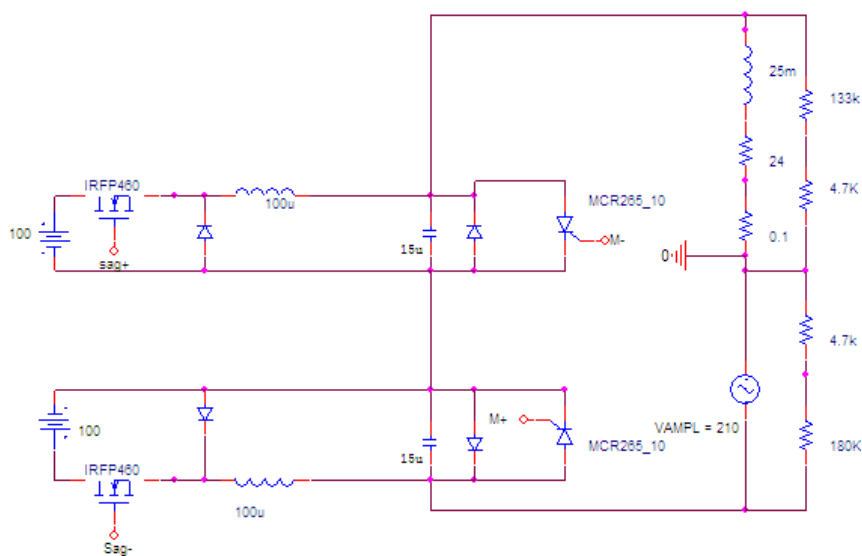 25m
133k
IRFP460
24
100u
MCR265_10
4.7K
100
15u
M-
0.1
sag+
0
4.7k
100
M+
VAMPL = 210
IRFP460
15u
MCR265_10
180K
100u
Sag-